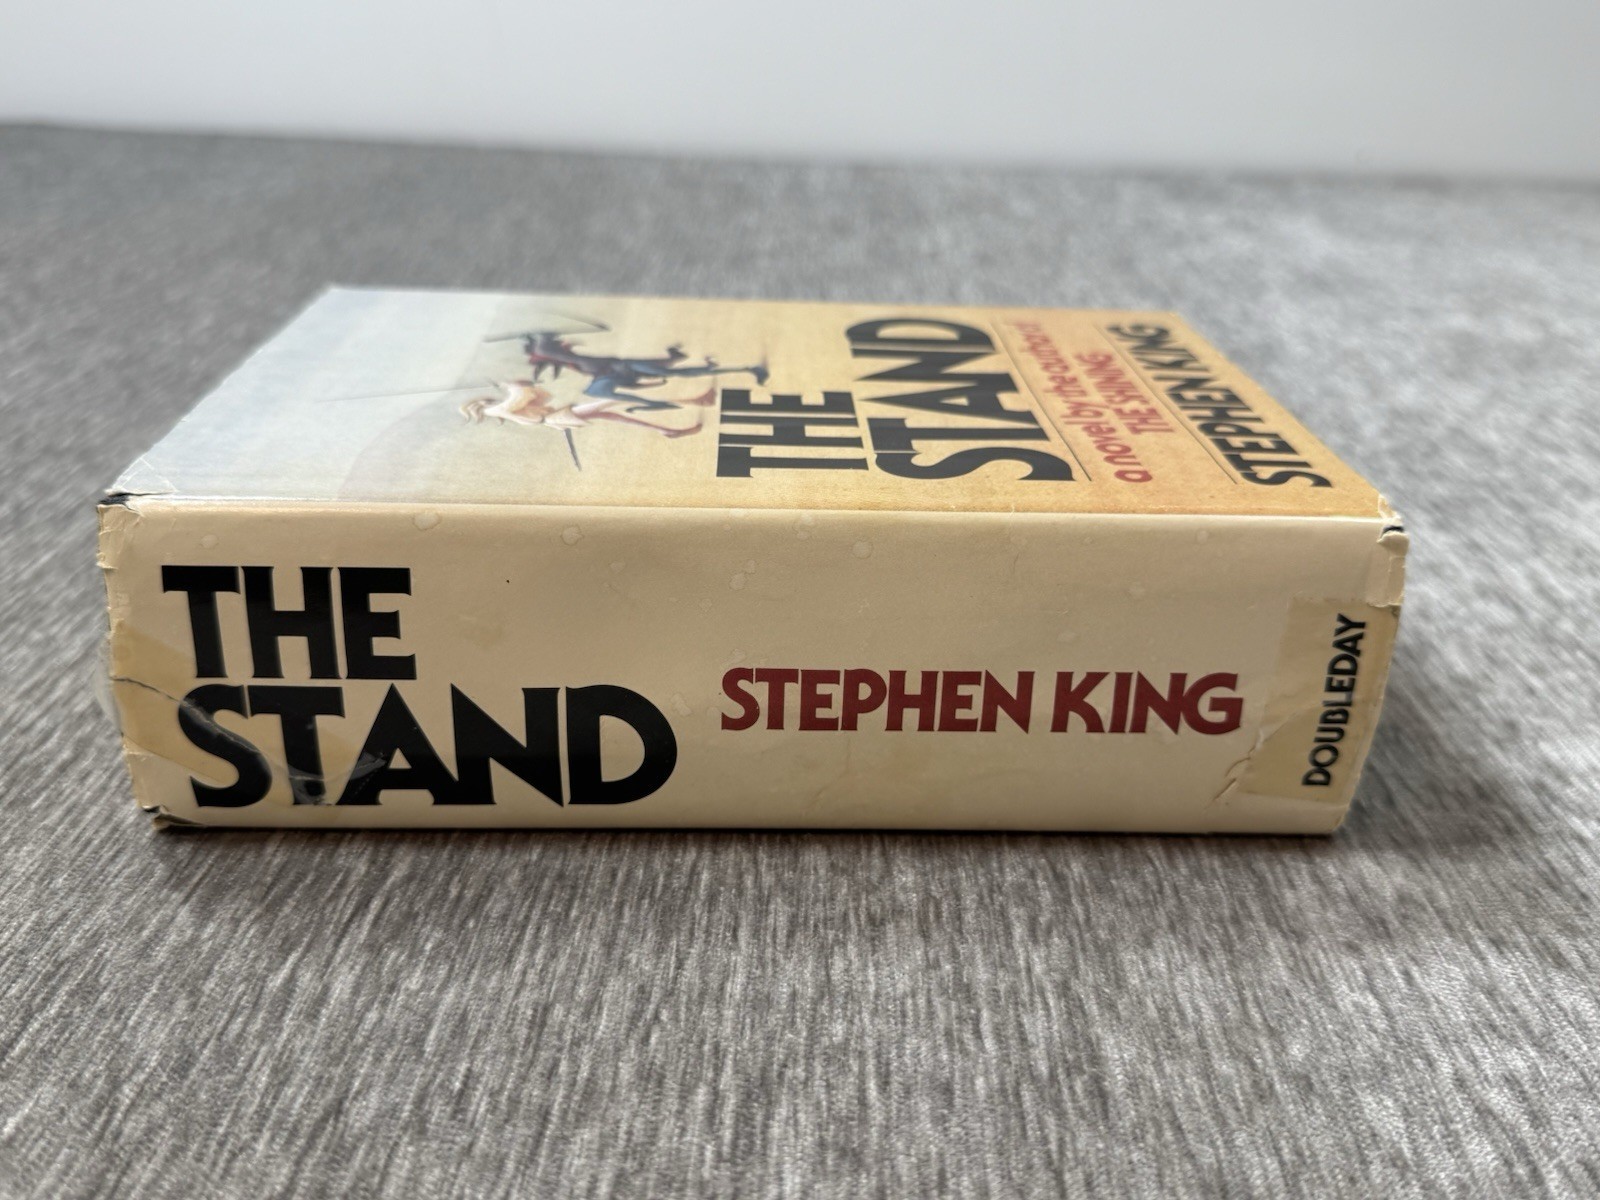 THE
STAND
a novel by the author of
THE SHINING
STEPHEN KING
THE
STAND
STEPHEN KING
DOUBLEDAY